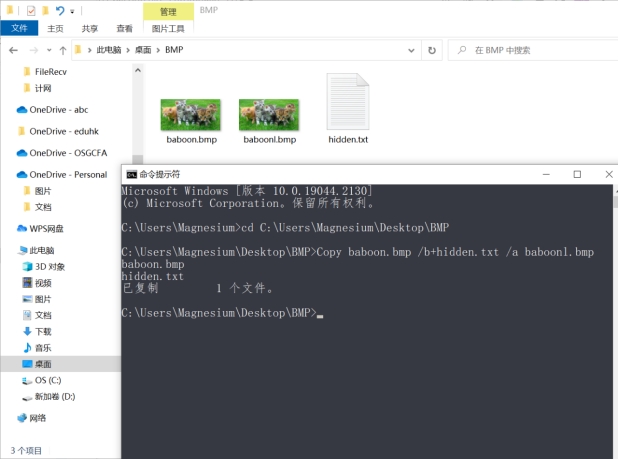 管理
BMP
文件
主页
共享
查看
图片工具
此电脑
桌面
BMP
在 BMP 中搜索
FileRecv
计网
OneDrive - abc
OneDrive - eduhk
OneDrive - OSGCFA
OneDrive - Personal
图片
文档
WPS网盘
此电脑
3D 对象
视频
图片
文档
下载
音乐
桌面
OS (C:)
新加卷 (D:)
网络
3 个项目
baboon.bmp
baboonl.bmp
hidden.txt
命令提示符
Microsoft Windows [版本 10.0.19044.2130]
(c) Microsoft Corporation。保留所有权利。
C:\Users\Magnesium>cd C:\Users\Magnesium\Desktop\BMP
C:\Users\Magnesium\Desktop\BMP>Copy baboon.bmp /b+hidden.txt /a baboonl.bmp
baboon.bmp
hidden.txt
已复制         1 个文件。
C:\Users\Magnesium\Desktop\BMP>